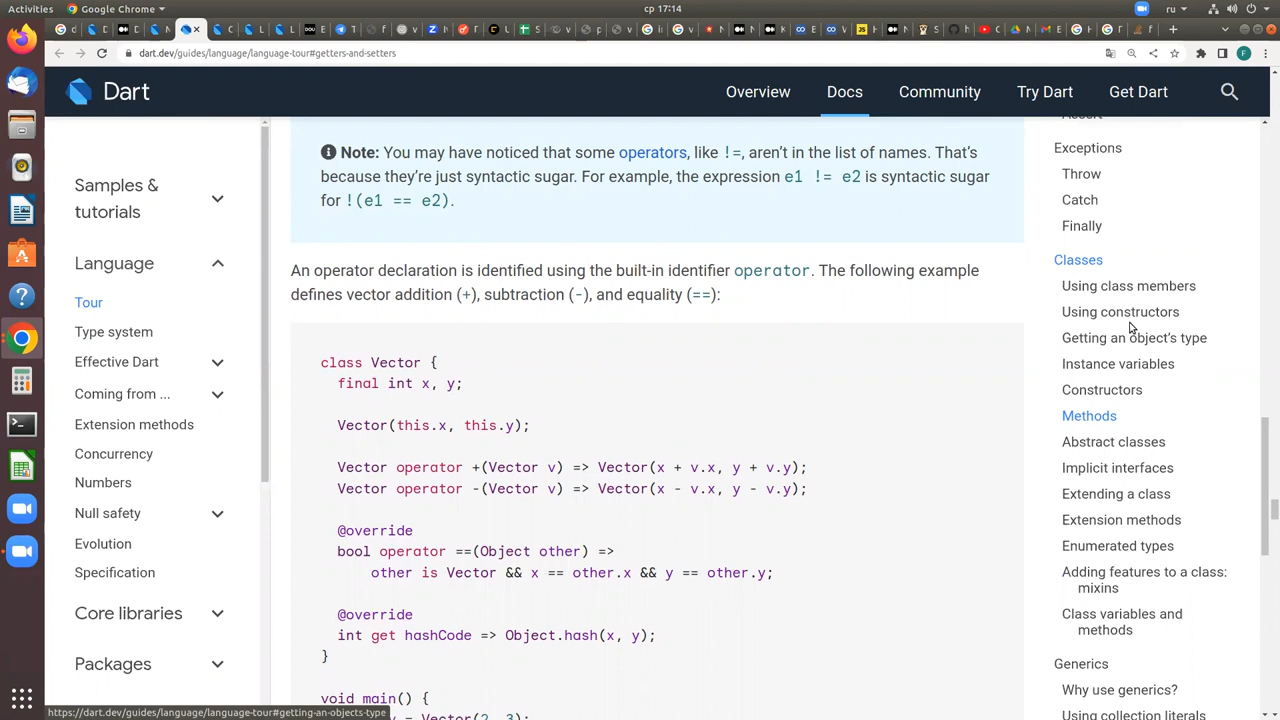 Activities
Google Chrome
ср 17:14
ru
dart.dev/guides/language/language-tour#getters-and-setters
Dart
Overview
Docs
Community
Try Dart
Get Dart
Samples &
tutorials
Language
Tour
Type system
Effective Dart
Coming from ...
Extension methods
Concurrency
Numbers
Null safety
Evolution
Specification
Core libraries
Packages
Note: You may have noticed that some operators, like !=, aren't in the list of names. That's
because they're just syntactic sugar. For example, the expression e1 != e2 is syntactic sugar
for !(e1 == e2).
An operator declaration is identified using the built-in identifier operator. The following example
defines vector addition (+), subtraction (-), and equality (==):
class Vector {
final int x, y;
Vector(this.x, this.y);
Vector operator +(Vector v) => Vector(x + v.x, y + v.y);
Vector operator -(Vector v) => Vector(x - v.x, y - v.y);
@override
bool operator ==(Object other) =>
other is Vector && x == other.x && y == other.y;
@override
int get hashCode => Object.hash(x, y);
}
void main() {
Vector(2, 3);
Assert
Exceptions
Throw
Catch
Finally
Classes
Using class members
Using constructors
Getting an object's type
Instance variables
Constructors
Methods
Abstract classes
Implicit interfaces
Extending a class
Extension methods
Enumerated types
Adding features to a class:
mixins
Class variables and
methods
Generics
Why use generics?
Using collection literals
https://dart.dev/guides/language/language-tour#getting-an-objects-type